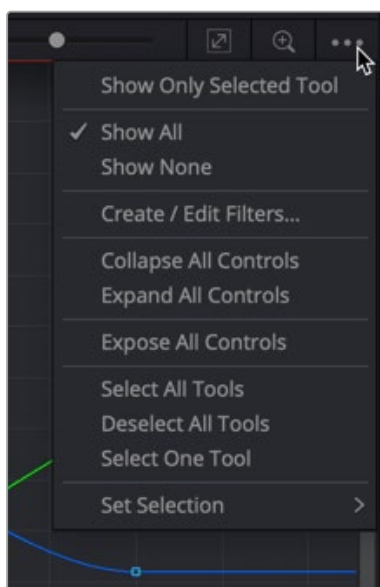 Show Only Selected Tool
Show All
Show None
Create / Edit Filters...
Collapse All Controls
Expand All Controls
Expose All Controls
Select All Tools
Deselect All Tools
Select One Tool
Set Selection